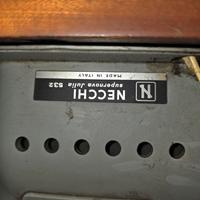 N
NECCHI
supernova Julia 532
MADE IN ITALY